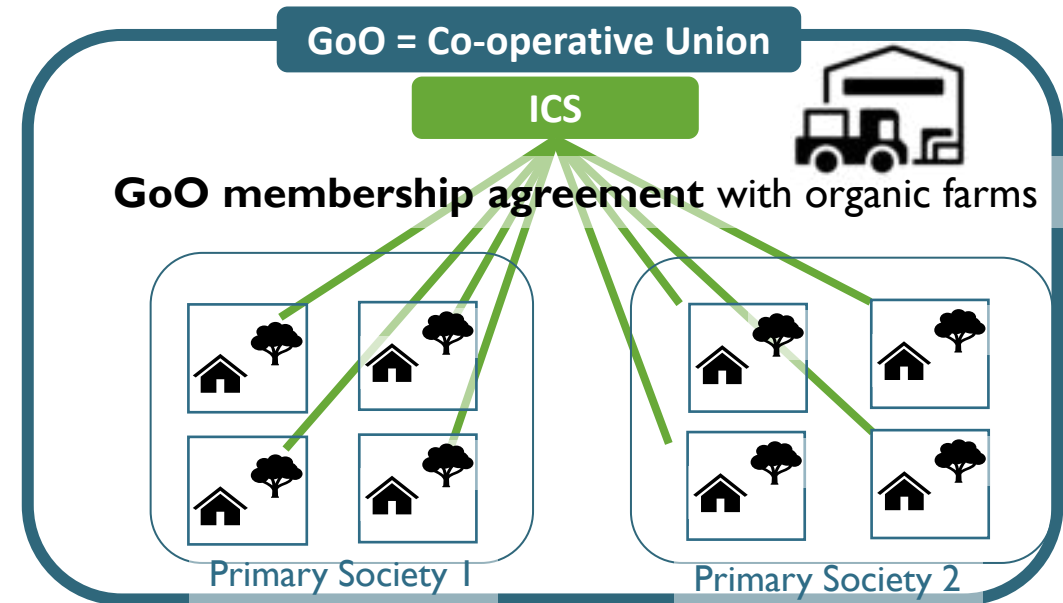 GoO = Co-operative Union
ICS
GoO membership agreement with organic farms
Primary Society 1
Primary Society 2